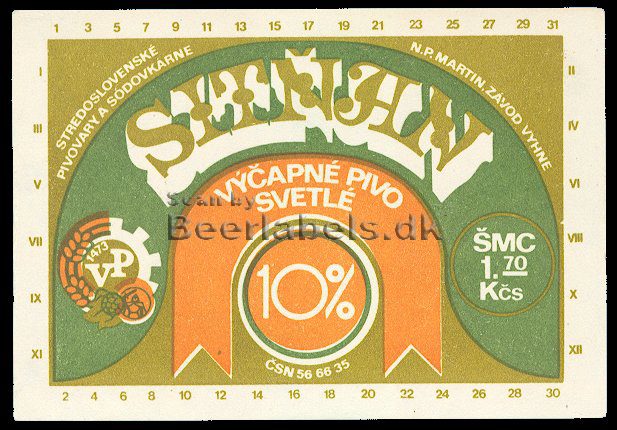 1 3 5 7 9 11 13 15 17 19 21 23 25 27 29 31
STREDOSLOVENSKÉ
PIVOVARY A SÓDOVKÁRNE
N.P. MARTIN, ZÁVOD VYHNE
I
II
III
IV
V
VI
VII
VIII
IX
X
XI
XII
SITŇAN
VÝČAPNÉ PIVO
SVETLÉ
Scan by
Beerlabels.dk
1473
VP
10%
ŠMC
1.70
Kčs
ČSN 56 66 35
2 4 6 8 10 12 14 16 18 20 22 24 26 28 30